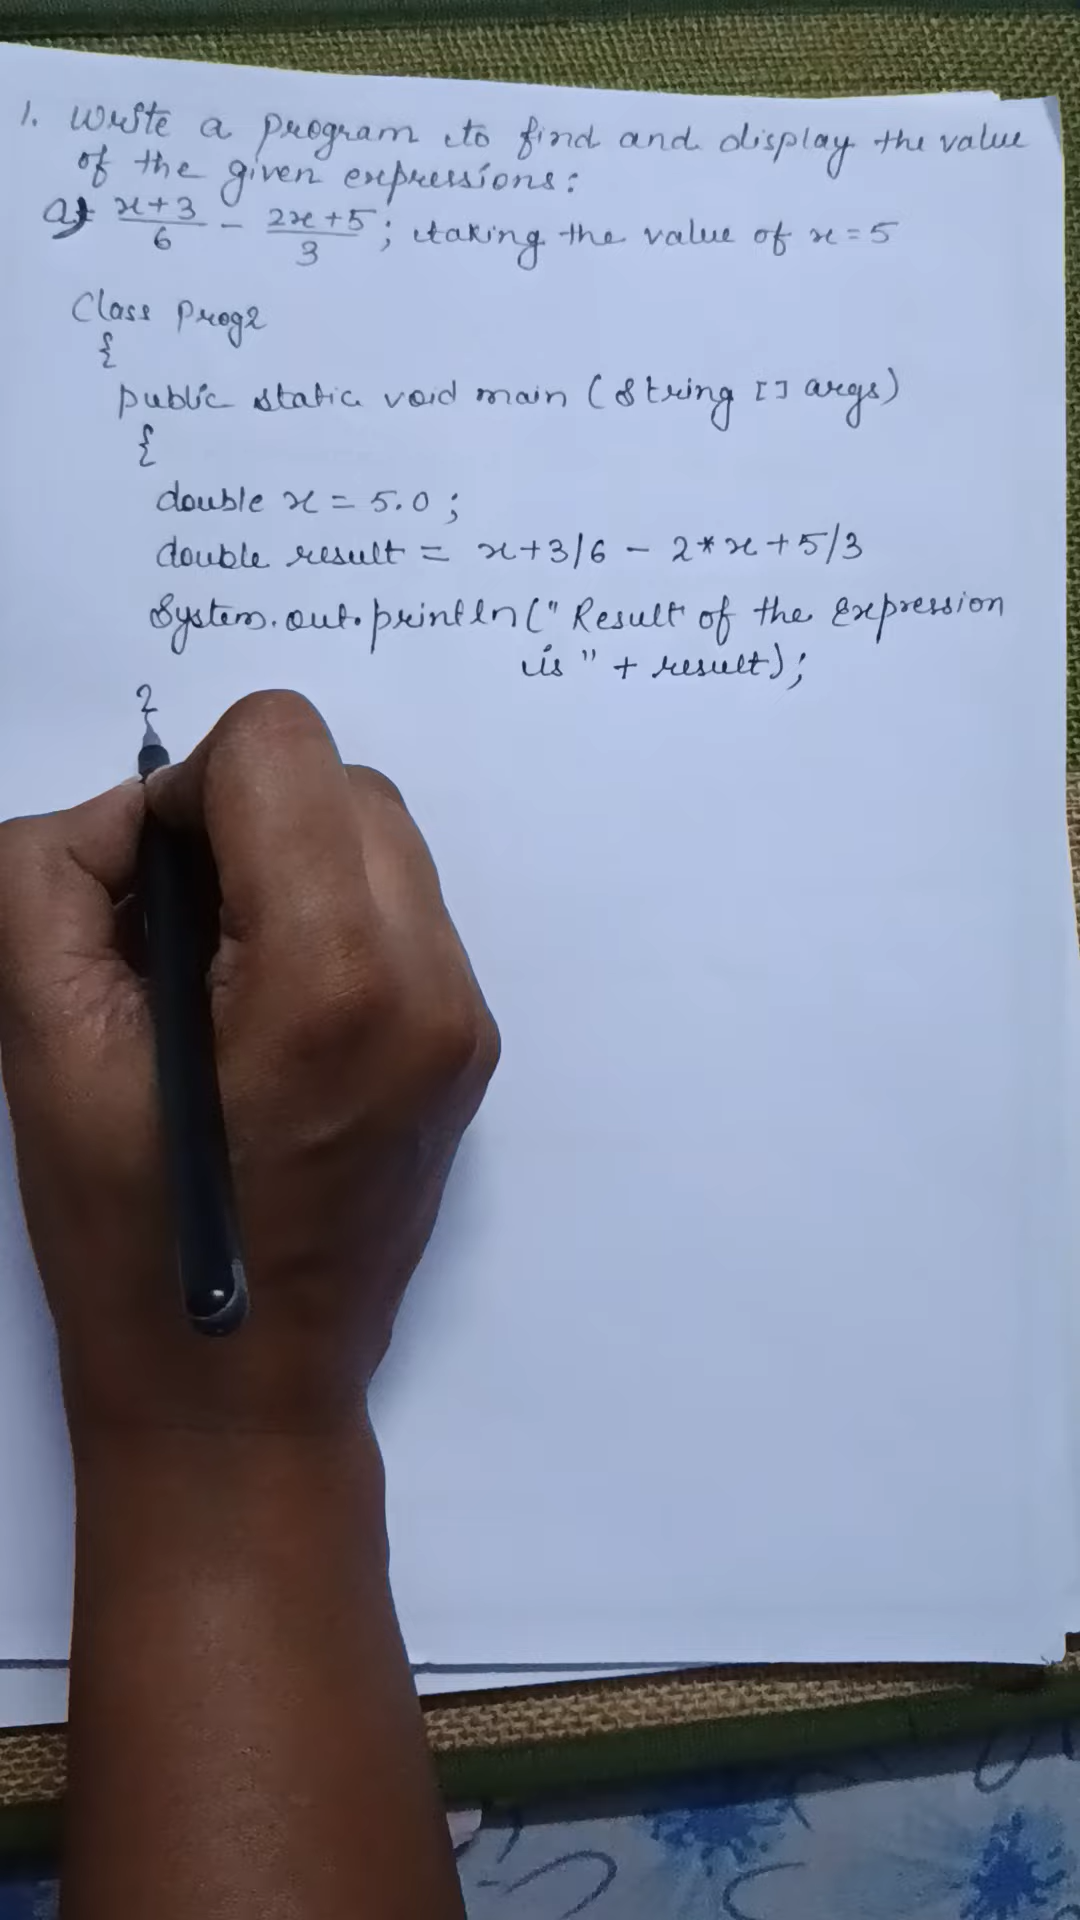 1. Write a program to find and display the value
of the given expressions:
a) x+3/6 - 2x+5/3; taking the value of x=5
Class Prog2
{
public static void main (String [] args)
{
double x = 5.0;
double result = x+3/6 - 2*x+5/3
System.out.println(" Result of the Expression
is " + result);
}